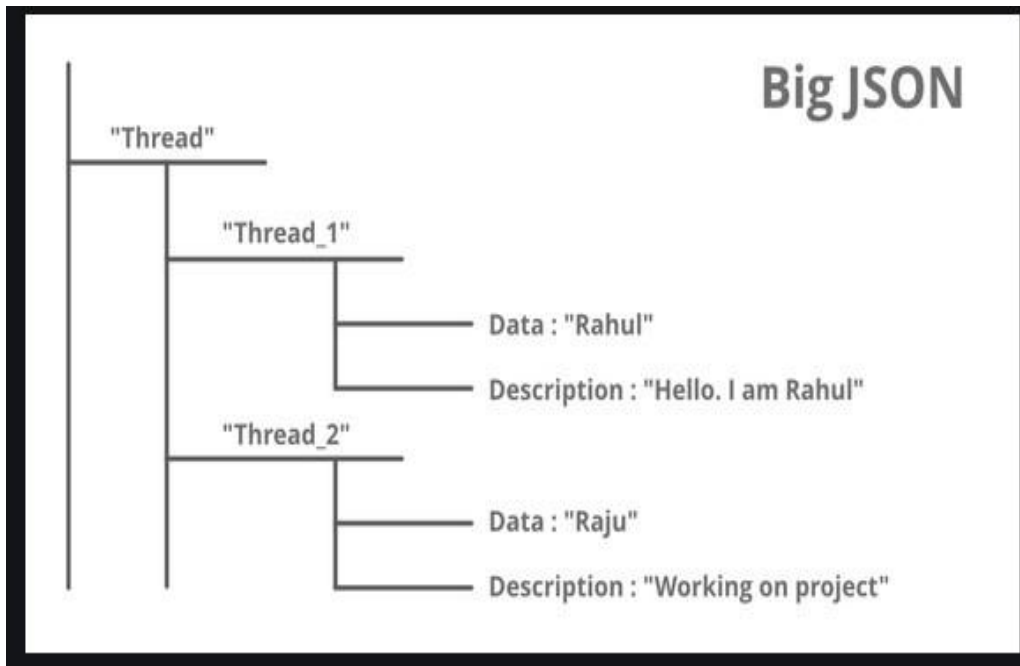 Big JSON
"Thread"
"Thread_1"
Data : "Rahul"
Description : "Hello. I am Rahul"
"Thread_2"
Data : "Raju"
Description : "Working on project"